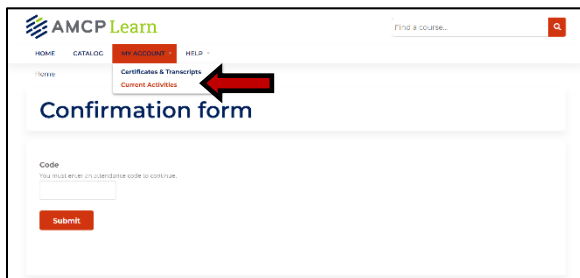 AMCP Learn
Find a course...
HOME CATALOG MY ACCOUNT HELP
Home
Certificates & Transcripts
Current Activities
Confirmation form
Code
You must enter an attendance code to continue.
Submit